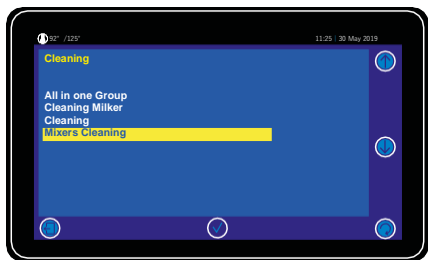 92° /125°
11:25 30 May 2019
Cleaning
All in one Group
Cleaning Milker
Cleaning
Mixers Cleaning